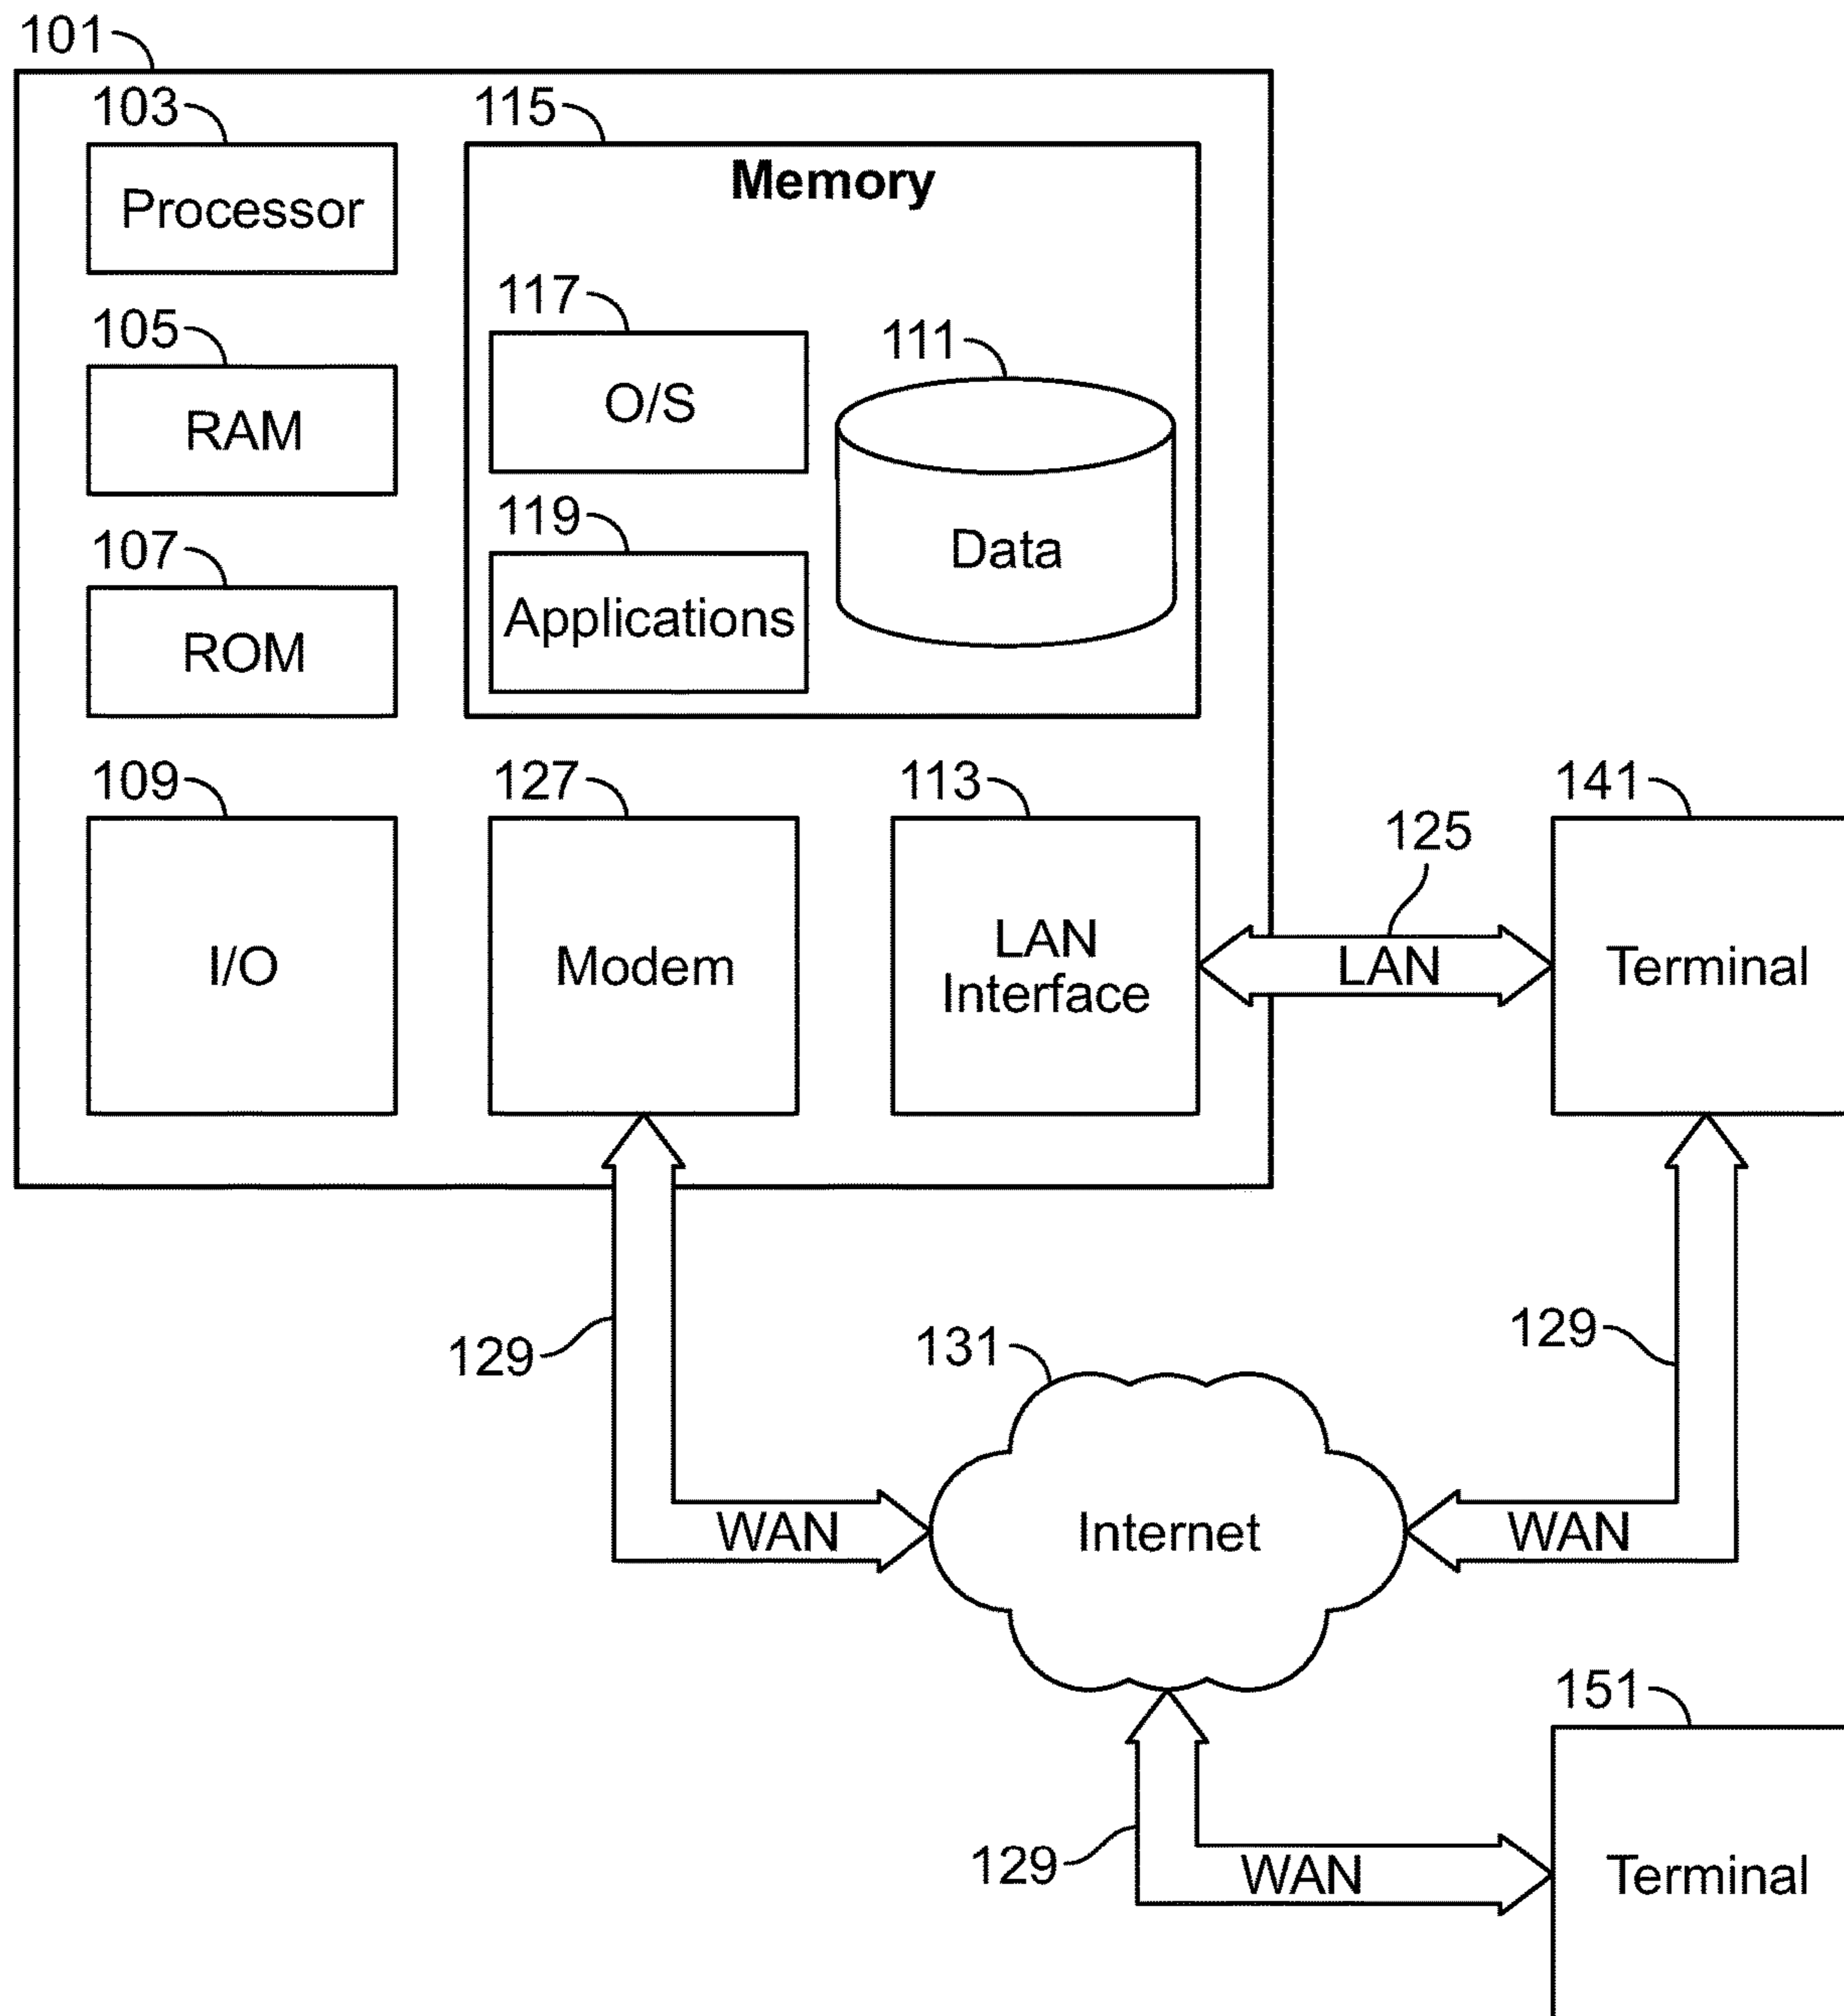 101
103
Processor
115
Memory
105
RAM
117
O/S
111
Data
107
ROM
119
Applications
109
I/O
127
Modem
113
LAN
Interface
125
LAN
141
Terminal
129
WAN
131
Internet
129
WAN
129
WAN
151
Terminal